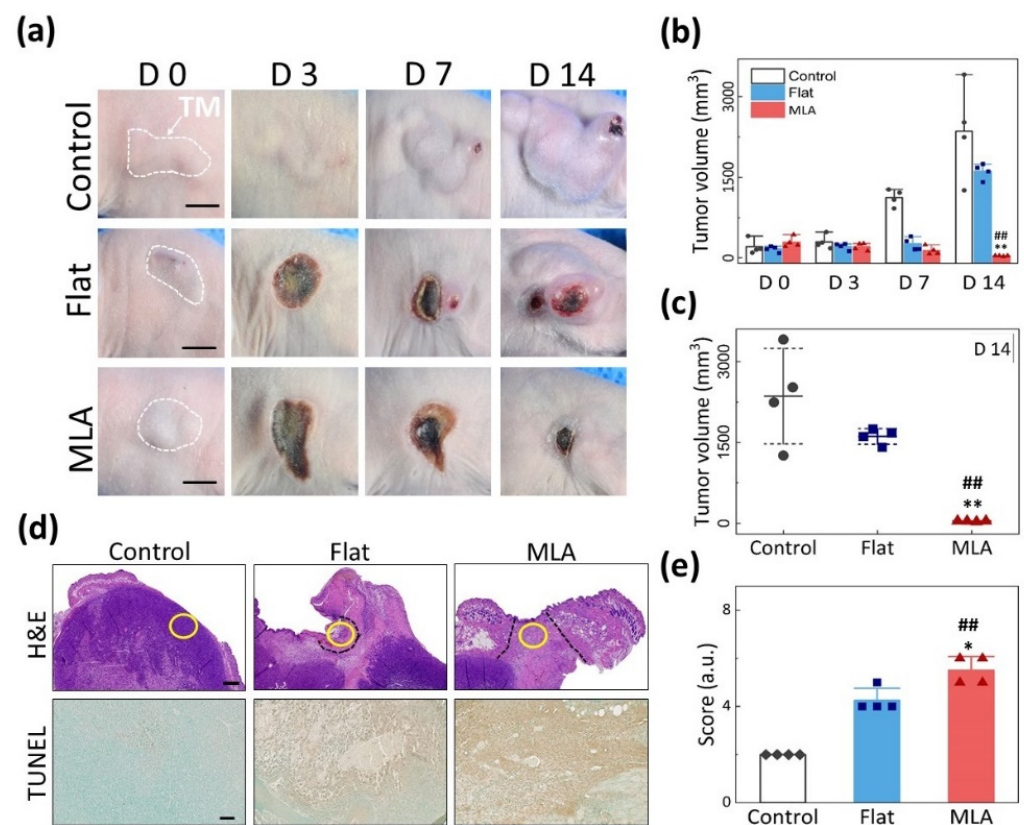 (a)
D 0 D 3 D 7 D 14
Control
TM
Flat
MLA
(b)
Tumor volume (mm³)
3000
1500
0
Control
Flat
MLA
##
**
D 0 D 3 D 7 D 14
(c)
Tumor volume (mm³)
3000
1500
0
D 14
##
**
Control Flat MLA
(d)
Control Flat MLA
H&E
TUNEL
(e)
Score (a.u.)
8
4
0
##
*
Control Flat MLA